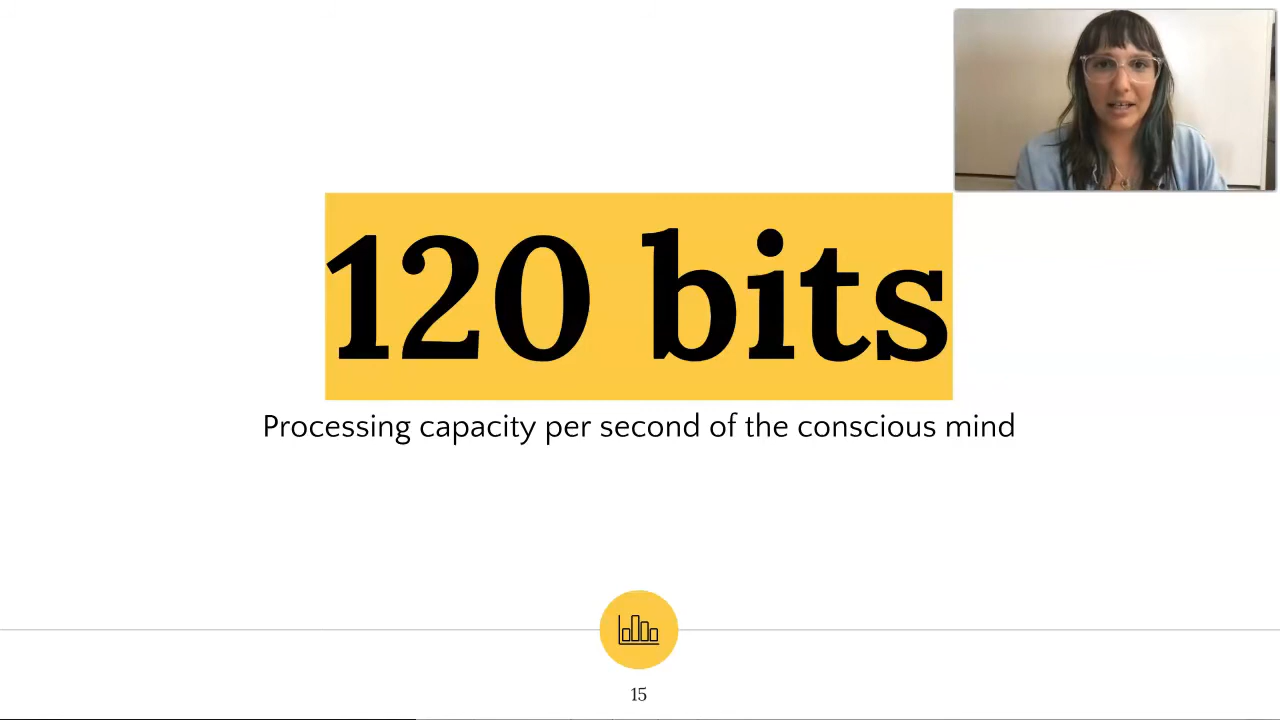 120 bits
Processing capacity per second of the conscious mind
15